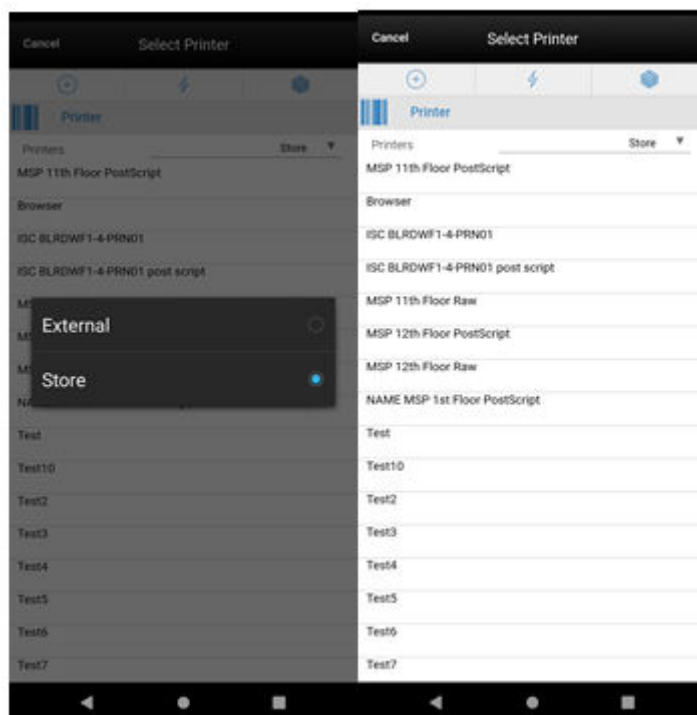 Cancel Select Printer
Printer
Printers Store
MSP 11th Floor PostScript
Browser
ISC BLRDWF1-4-PRN01
ISC BLRDWF1-4-PRN01 post script
External
Store
Test
Test10
Test2
Test3
Test4
Test5
Test6
Test7
Cancel Select Printer
Printer
Printers Store
MSP 11th Floor PostScript
Browser
ISC BLRDWF1-4-PRN01
ISC BLRDWF1-4-PRN01 post script
MSP 11th Floor Raw
MSP 12th Floor PostScript
MSP 12th Floor Raw
NAME MSP 1st Floor PostScript
Test
Test10
Test2
Test3
Test4
Test5
Test6
Test7